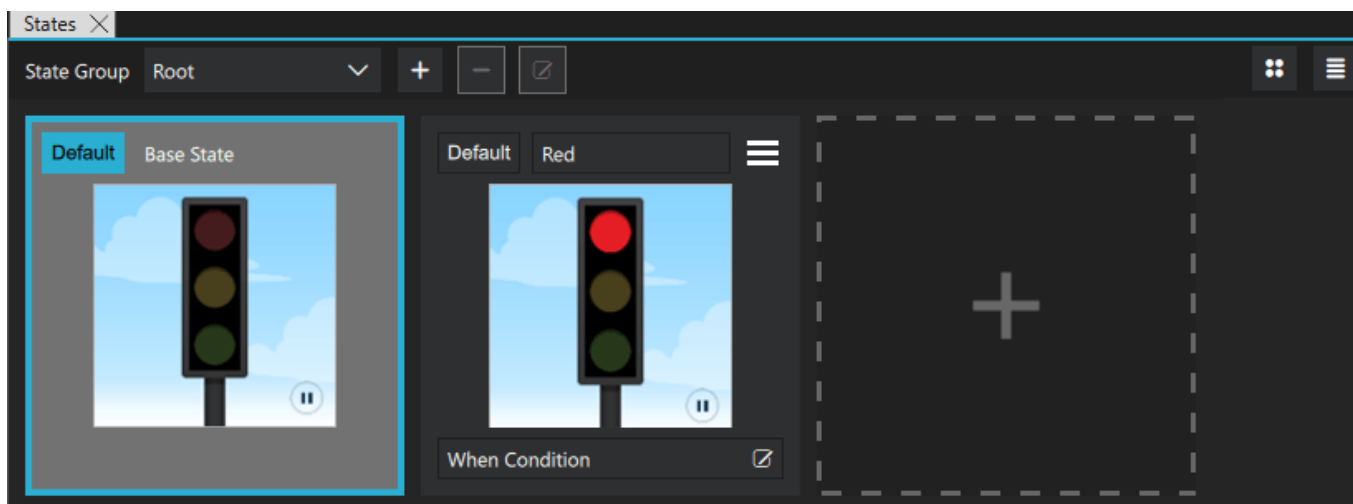 States
State Group Root
Default Base State
Default Red
When Condition